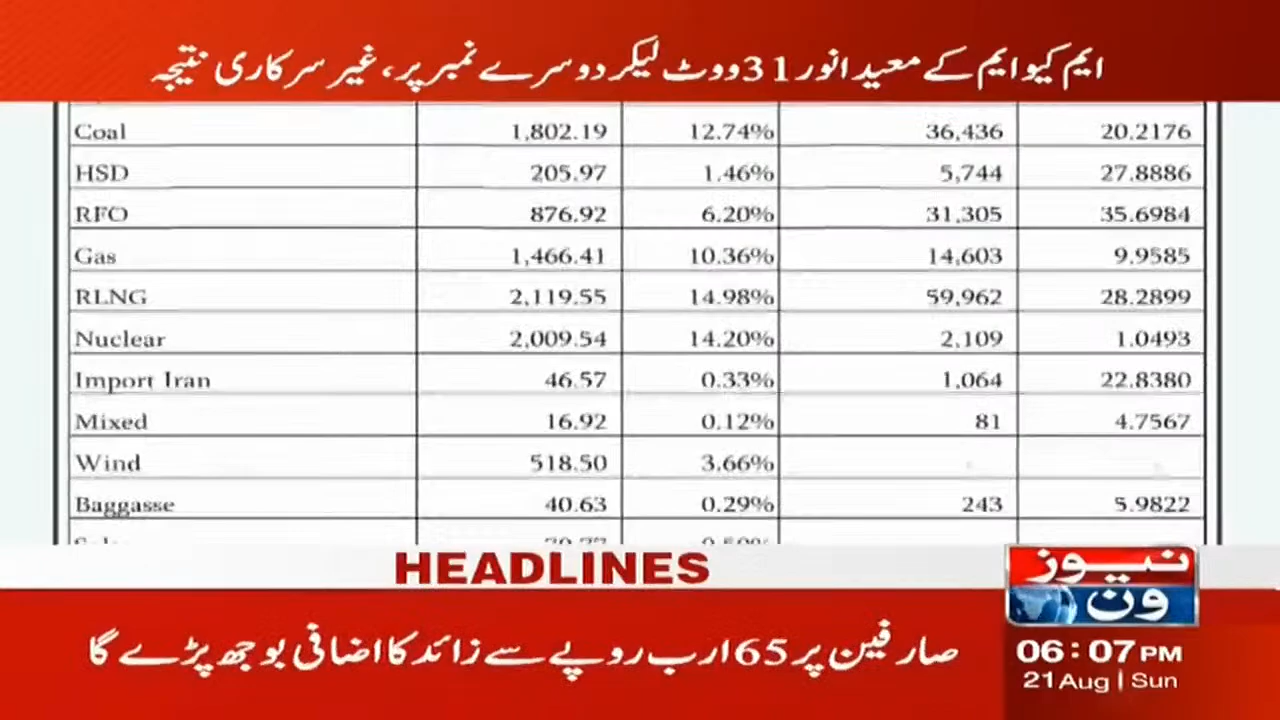 ایم کیو ایم کے معید انور 31 ووٹ لیکر دوسرے نمبر پر، غیر سرکاری نتیجہ
Coal 1,802.19 12.74% 36,436 20.2176
HSD 205.97 1.46% 5,744 27.8886
RFO 876.92 6.20% 31,305 35.6984
Gas 1,466.41 10.36% 14,603 9.9585
RLNG 2,119.55 14.98% 59,962 28.2899
Nuclear 2,009.54 14.20% 2,109 1.0493
Import Iran 46.57 0.33% 1,064 22.8380
Mixed 16.92 0.12% 81 4.7567
Wind 518.50 3.66%
Baggasse 40.63 0.29% 243 5.9822
HEADLINES
نیوز
ون
صارفین پر 65 ارب روپے سے زائد کا اضافی بوجھ پڑے گا
06:07 PM
21 Aug | Sun